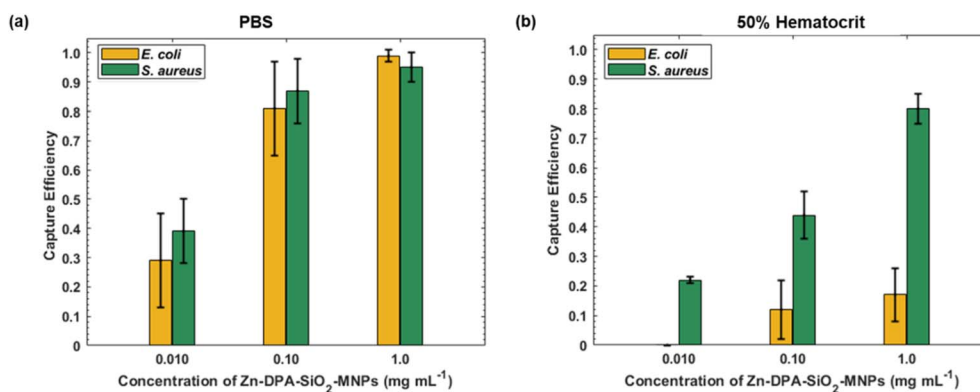 (a)
PBS
E. coli
S. aureus
1.0
0.9
0.8
0.7
0.6
0.5
0.4
0.3
0.2
0.1
0
Capture Efficiency
0.010
0.10
1.0
Concentration of Zn-DPA-SiO₂-MNPs (mg mL⁻¹)
(b)
50% Hematocrit
E. coli
S. aureus
1.0
0.9
0.8
0.7
0.6
0.5
0.4
0.3
0.2
0.1
0
Capture Efficiency
0.010
0.10
1.0
Concentration of Zn-DPA-SiO₂-MNPs (mg mL⁻¹)